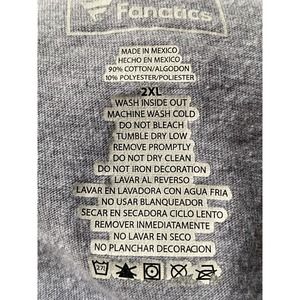 Fanatics
MADE IN MEXICO
HECHO EN MEXICO
90% COTTON/ALGODON
10% POLYESTER/POLIESTER
2XL
WASH INSIDE OUT
MACHINE WASH COLD
DO NOT BLEACH
TUMBLE DRY LOW
REMOVE PROMPTLY
DO NOT DRY CLEAN
DO NOT IRON DECORATION
LAVAR AL REVERSO
LAVAR EN LAVADORA CON AGUA FRIA
NO USAR BLANQUEADOR
SECAR EN SECADORA CICLO LENTO
REMOVER INMEDIATAMENTE
NO LAVAR EN SECO
NO PLANCHAR DECORACION